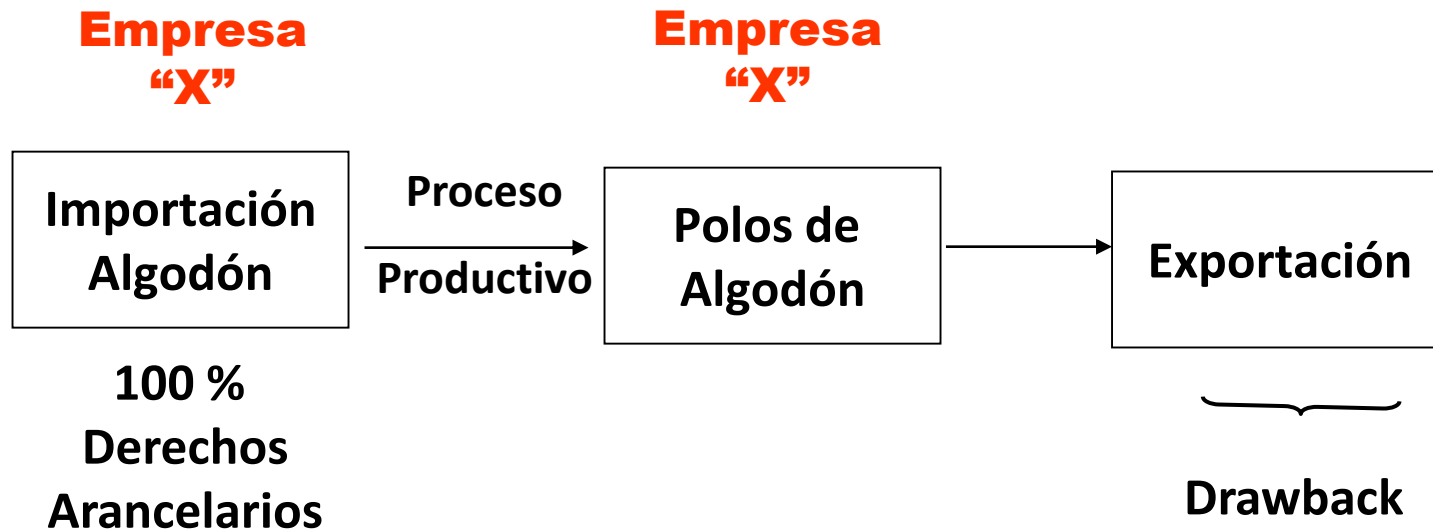 Empresa
“X”
Importación
Algodón
100 %
Derechos
Arancelarios
Proceso
Productivo
Empresa
“X”
Polos de
Algodón
Exportación
Drawback